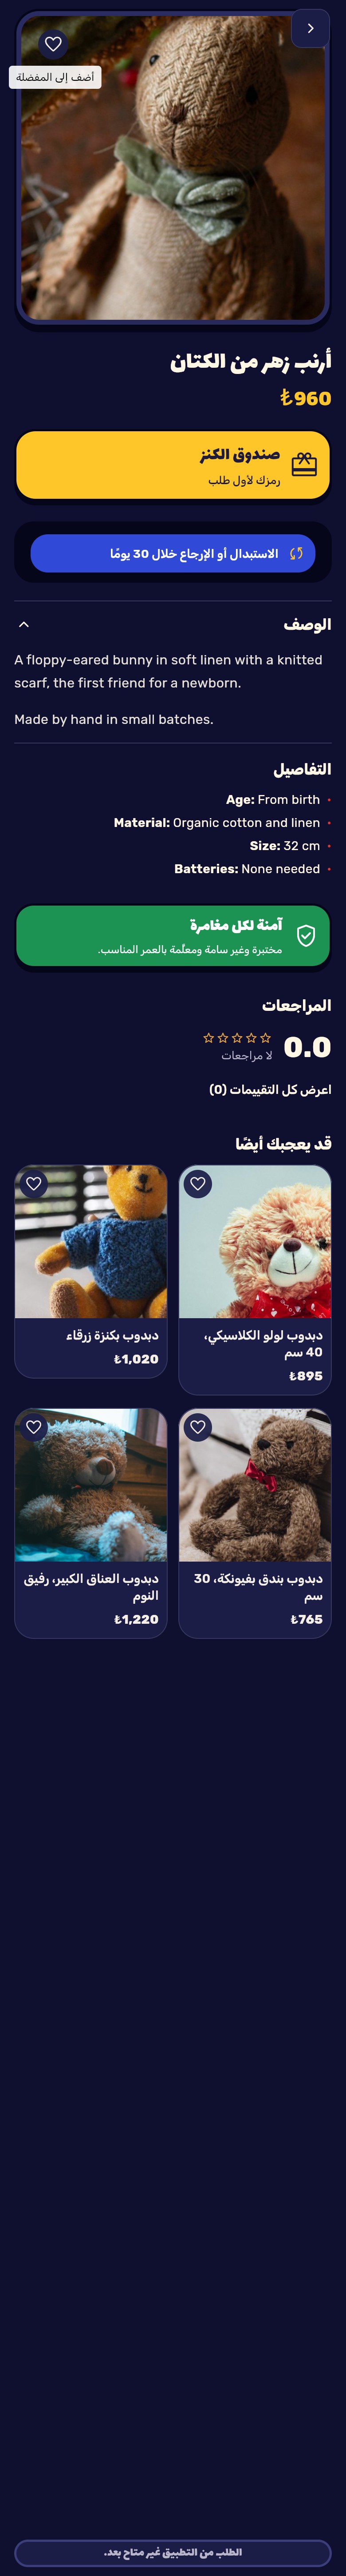 أضف إلى المفضلة
أرنب زهر من الكتان
₺960
صندوق الكنز
رمزك لأول طلب
الاستبدال أو الإرجاع خلال 30 يومًا
الوصف
A floppy-eared bunny in soft linen with a knitted
scarf, the first friend for a newborn.
Made by hand in small batches.
التفاصيل
• Age: From birth
• Material: Organic cotton and linen
• Size: 32 cm
• Batteries: None needed
آمنة لكل مغامرة
مختبرة وغير سامة ومعلّمة بالعمر المناسب.
المراجعات
0.0
لا مراجعات
اعرض كل التقييمات (0)
قد يعجبك أيضًا
دبدوب لولو الكلاسيكي،
40 سم
₺895
دبدوب بكنزة زرقاء
₺1,020
دبدوب بندق بفيونكة، 30
سم
₺765
دبدوب العناق الكبير، رفيق
النوم
₺1,220
الطلب من التطبيق غير متاح بعد.